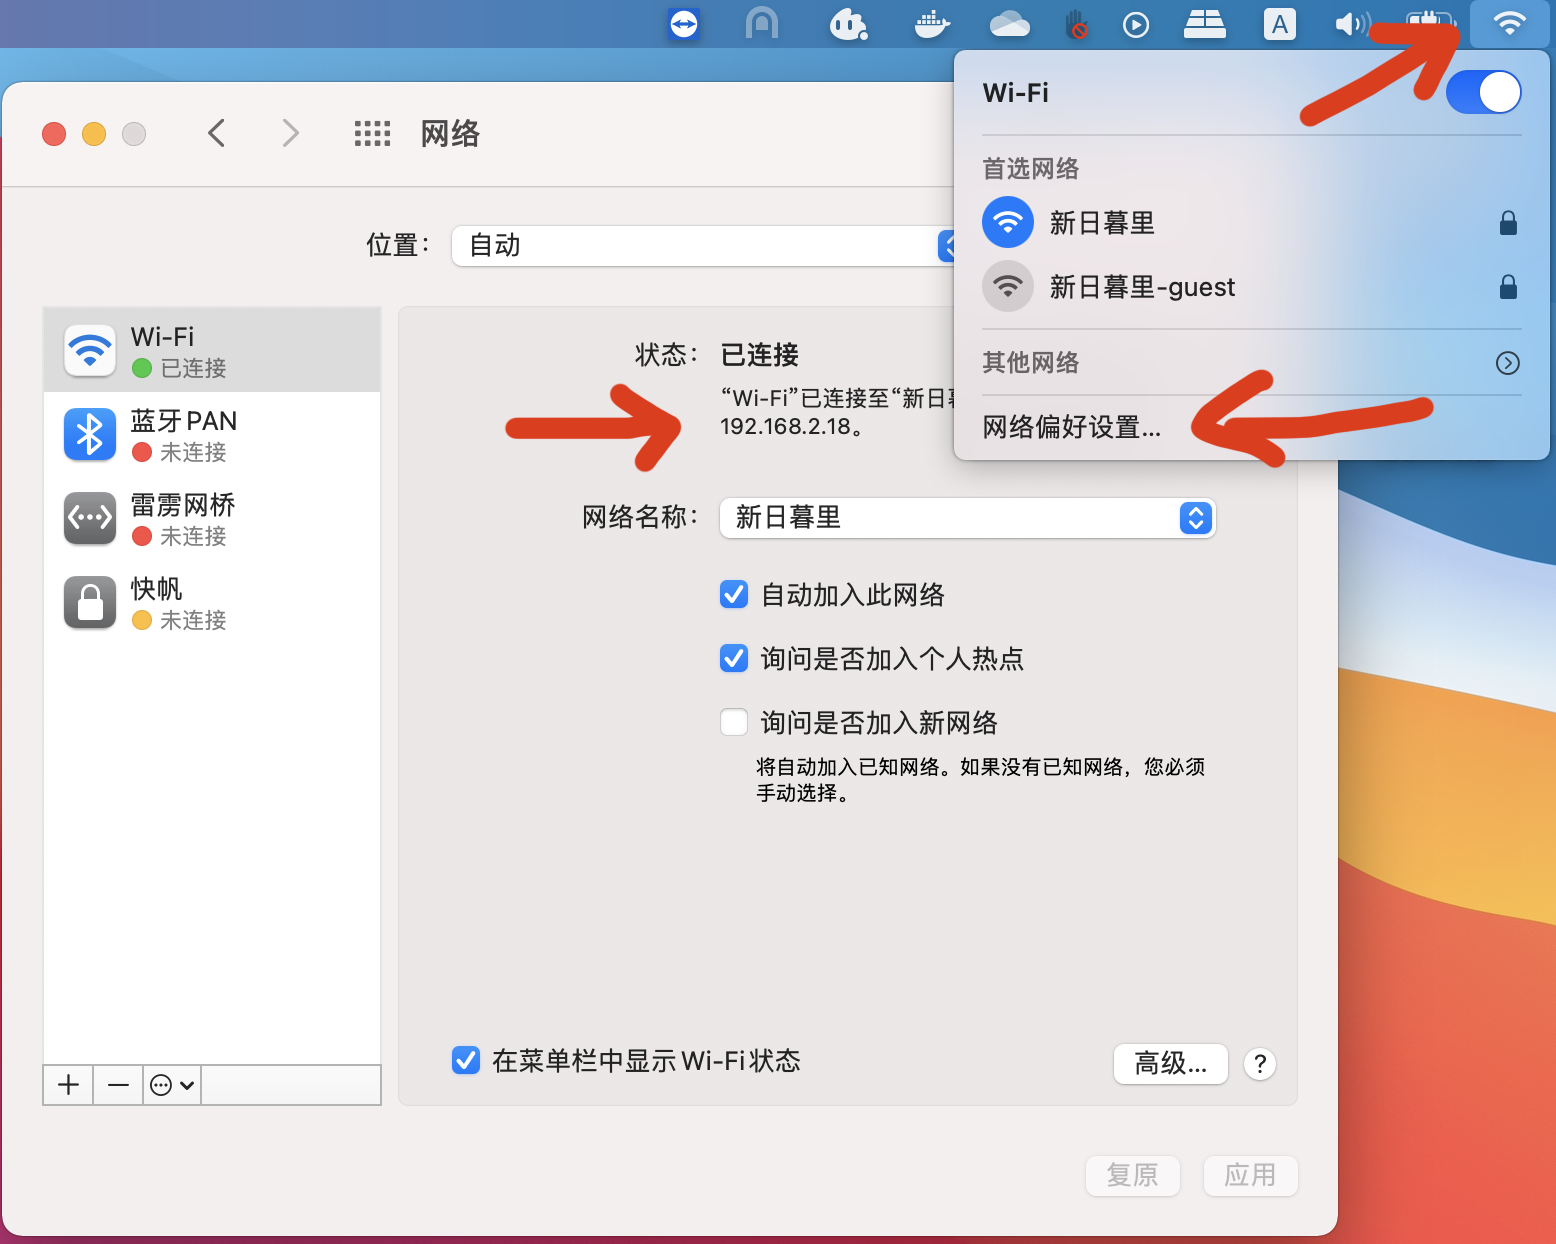 A
Wi-Fi
首选网络
新日暮里
新日暮里-guest
其他网络
网络偏好设置...
网络
位置：
自动
Wi-Fi
已连接
蓝牙 PAN
未连接
雷雳网桥
未连接
快帆
未连接
状态：
已连接
“Wi-Fi”已连接至“新日
192.168.2.18。
网络名称：
新日暮里
自动加入此网络
询问是否加入个人热点
询问是否加入新网络
将自动加入已知网络。如果没有已知网络，您必须
手动选择。
在菜单栏中显示 Wi-Fi 状态
高级...
?
复原
应用